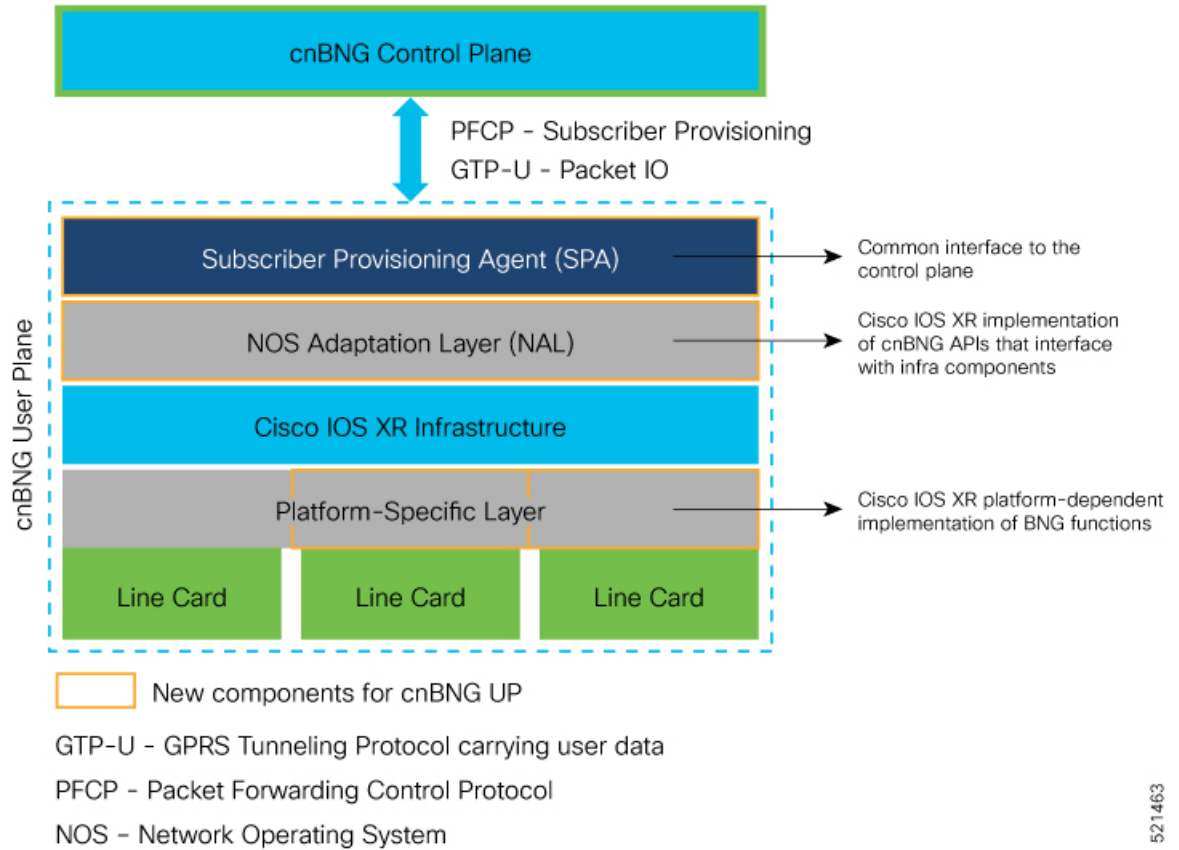 cnBNG Control Plane
PFCP - Subscriber Provisioning
GTP-U - Packet IO
cnBNG User Plane
Subscriber Provisioning Agent (SPA)
Common interface to the
control plane
NOS Adaptation Layer (NAL)
Cisco IOS XR implementation
of cnBNG APIs that interface
with infra components
Cisco IOS XR Infrastructure
Platform-Specific Layer
Cisco IOS XR platform-dependent
implementation of BNG functions
Line Card
Line Card
Line Card
New components for cnBNG UP
GTP-U - GPRS Tunneling Protocol carrying user data
PFCP - Packet Forwarding Control Protocol
NOS – Network Operating System
521463